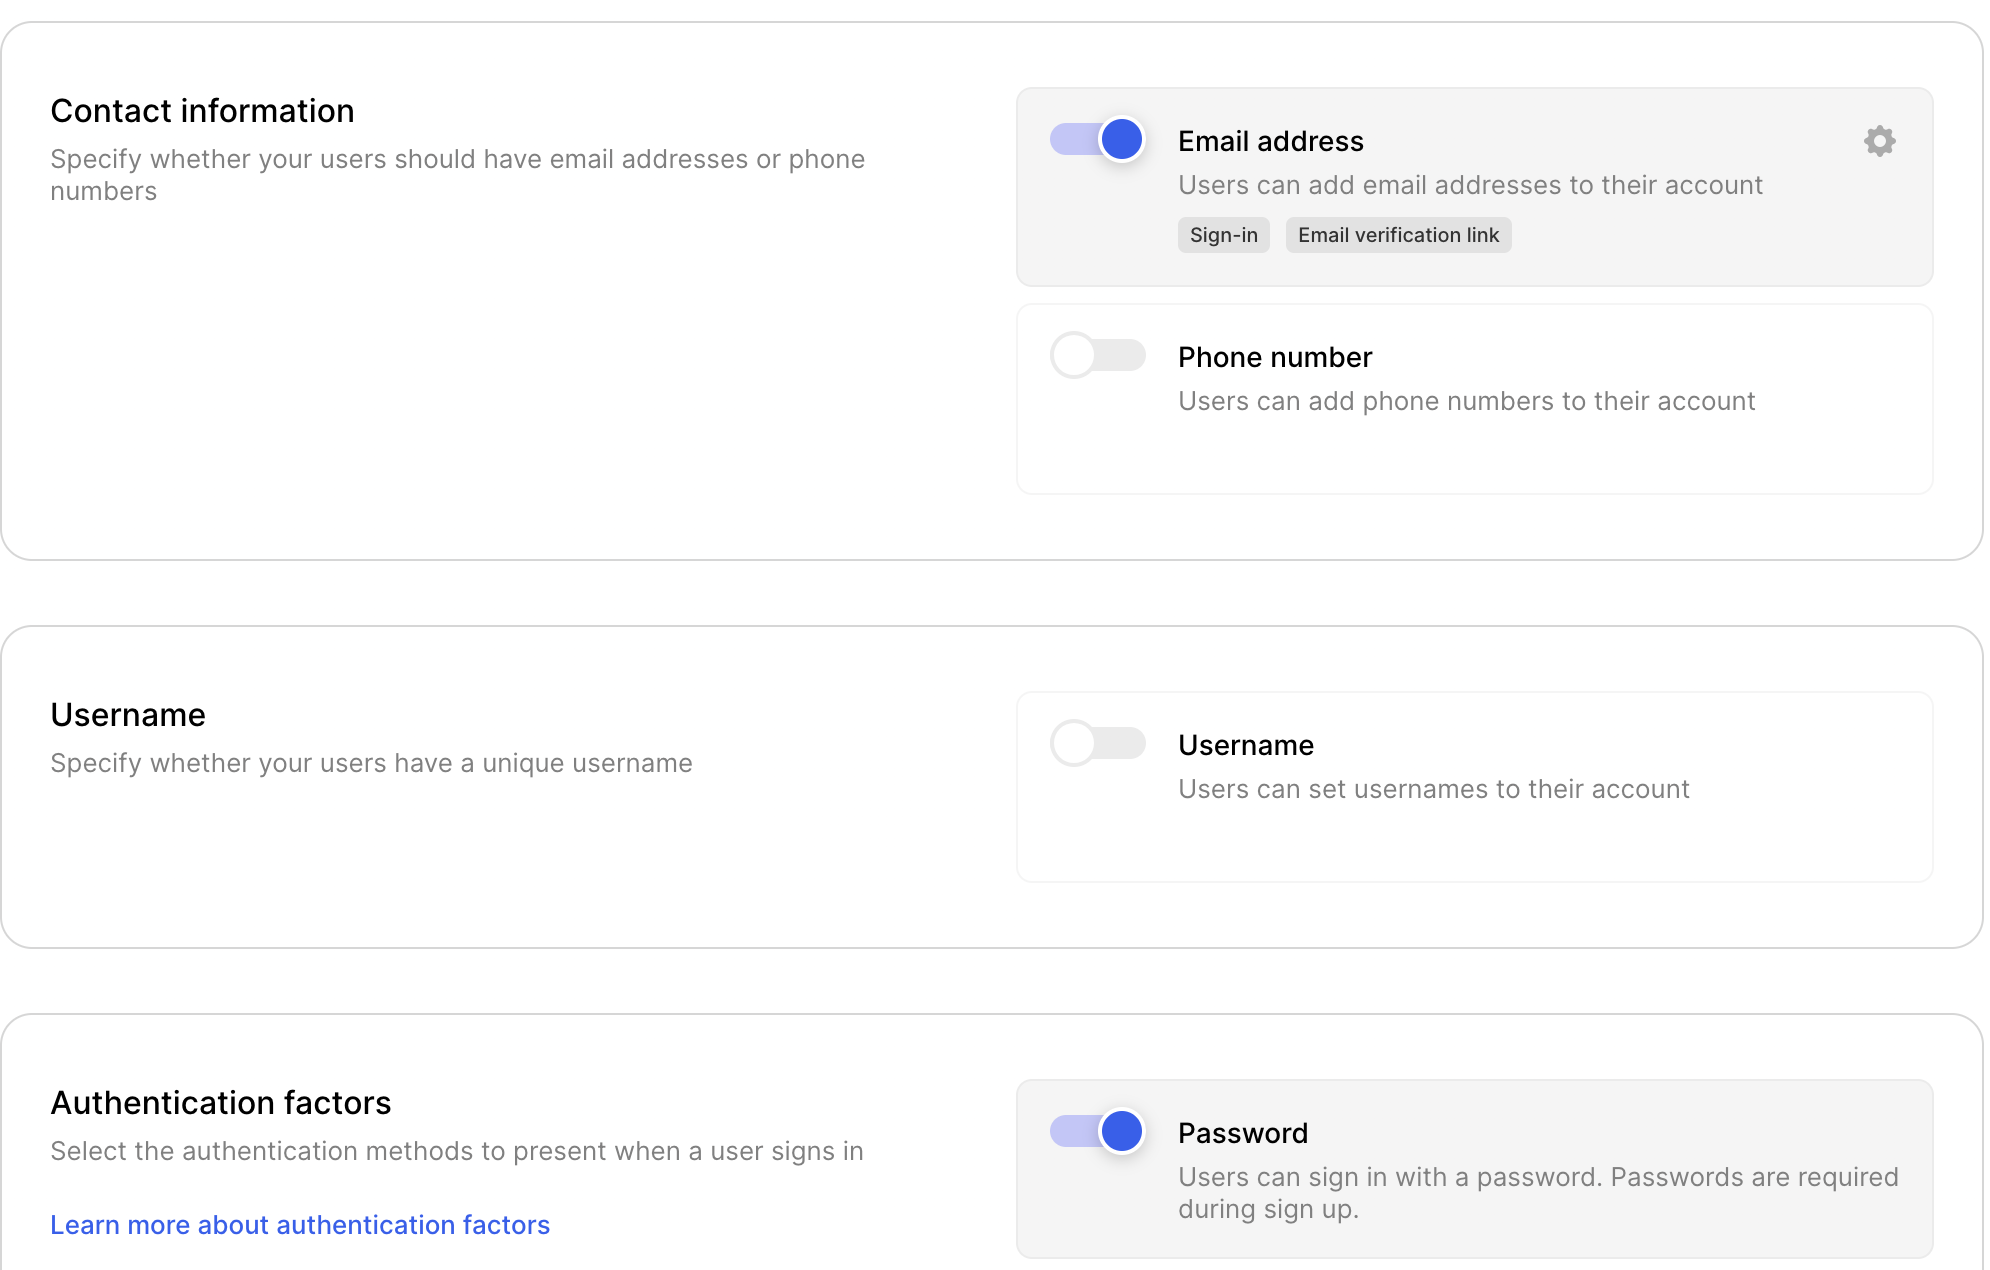 Contact information
Specify whether your users should have email addresses or phone
numbers
Email address
Users can add email addresses to their account
Sign-in
Email verification link
Phone number
Users can add phone numbers to their account
Username
Specify whether your users have a unique username
Username
Users can set usernames to their account
Authentication factors
Select the authentication methods to present when a user signs in
Learn more about authentication factors
Password
Users can sign in with a password. Passwords are required
during sign up.